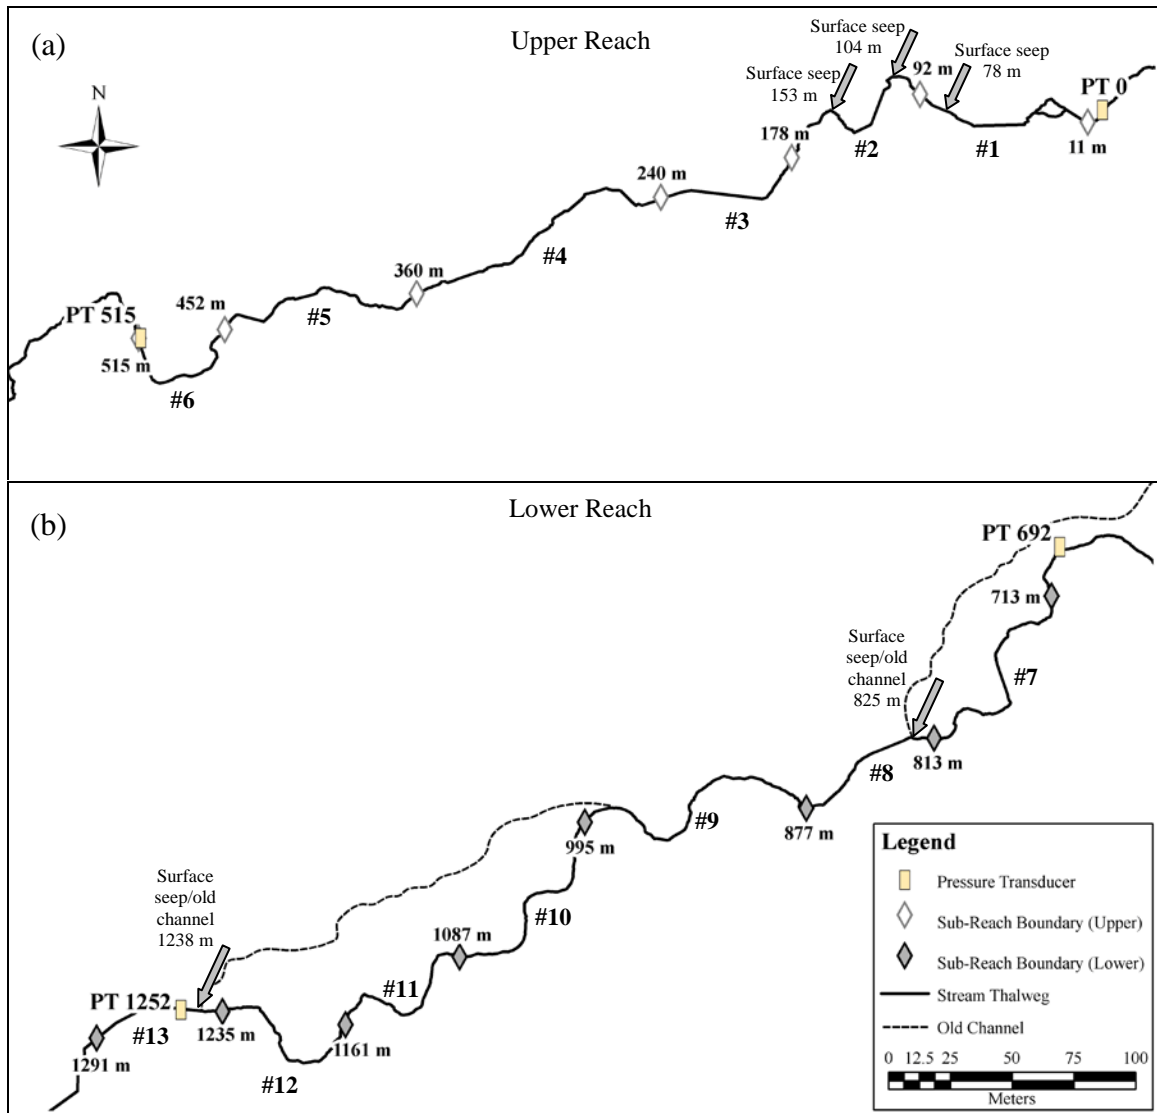 (a)
Upper Reach
N
Surface seep
104 m
Surface seep
153 m
92 m
Surface seep
78 m
PT 0
11 m
#1
#2
178 m
240 m
#3
#4
360 m
#5
452 m
PT 515
515 m
#6
(b)
Lower Reach
PT 692
713 m
#7
Surface
seep/old
channel
825 m
813 m
#8
877 m
#9
995 m
#10
1087 m
#11
1161 m
#12
Surface
seep/old
channel
1238 m
1235 m
PT 1252
#13
1291 m
Legend
Pressure Transducer
Sub-Reach Boundary (Upper)
Sub-Reach Boundary (Lower)
Stream Thalweg
Old Channel
0 12.5 25 50 75 100
Meters